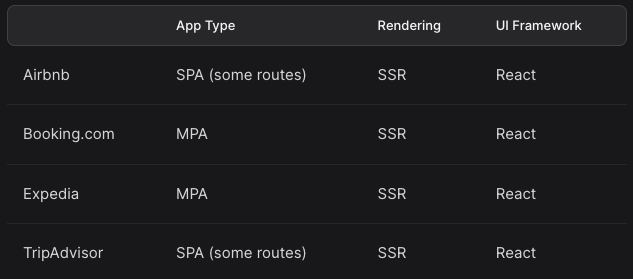 App Type Rendering UI Framework
Airbnb SPA (some routes) SSR React
Booking.com MPA SSR React
Expedia MPA SSR React
TripAdvisor SPA (some routes) SSR React